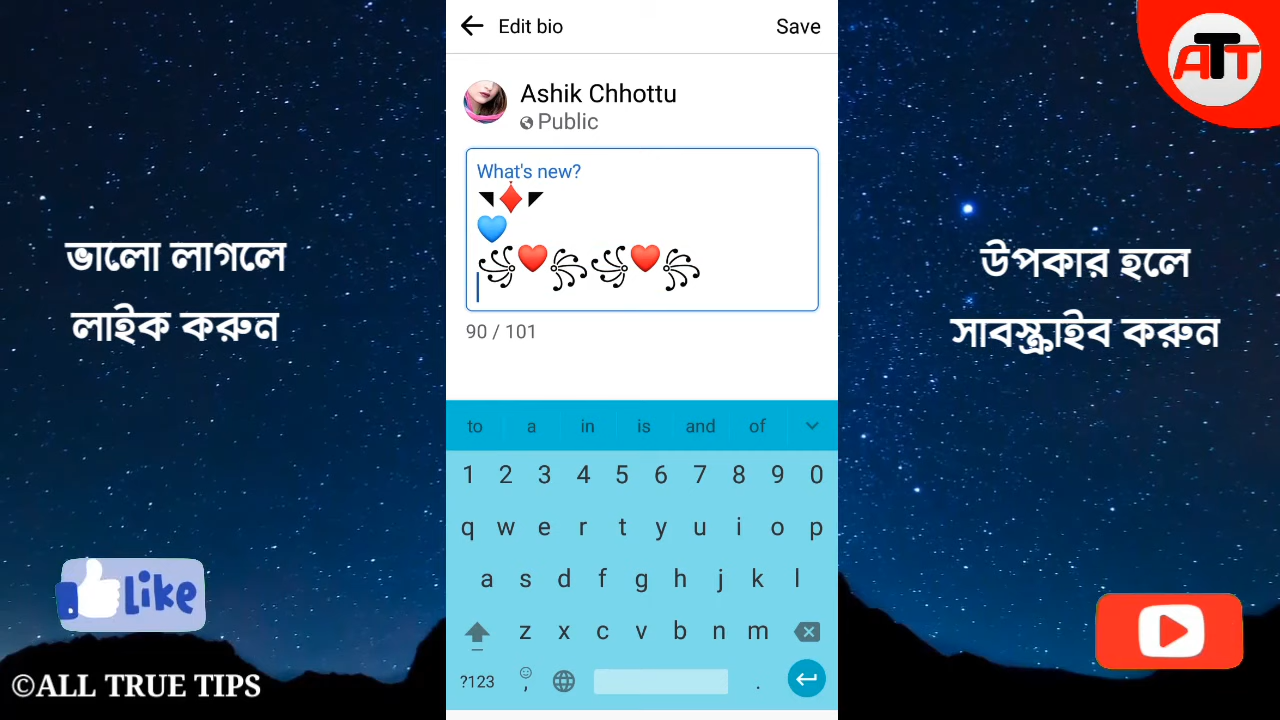 Edit bio
Save
ATT
Ashik Chhottu
Public
What's new?
◥♦️◤
💙
꧁❤️꧂꧁❤️꧂
90 / 101
ভালো লাগলে
লাইক করুন
উপকার হলে
সাবস্ক্রাইব করুন
to a in is and of
1 2 3 4 5 6 7 8 9 0
q w e r t y u i o p
a s d f g h j k l
z x c v b n m
?123 , .
Like
©ALL TRUE TIPS